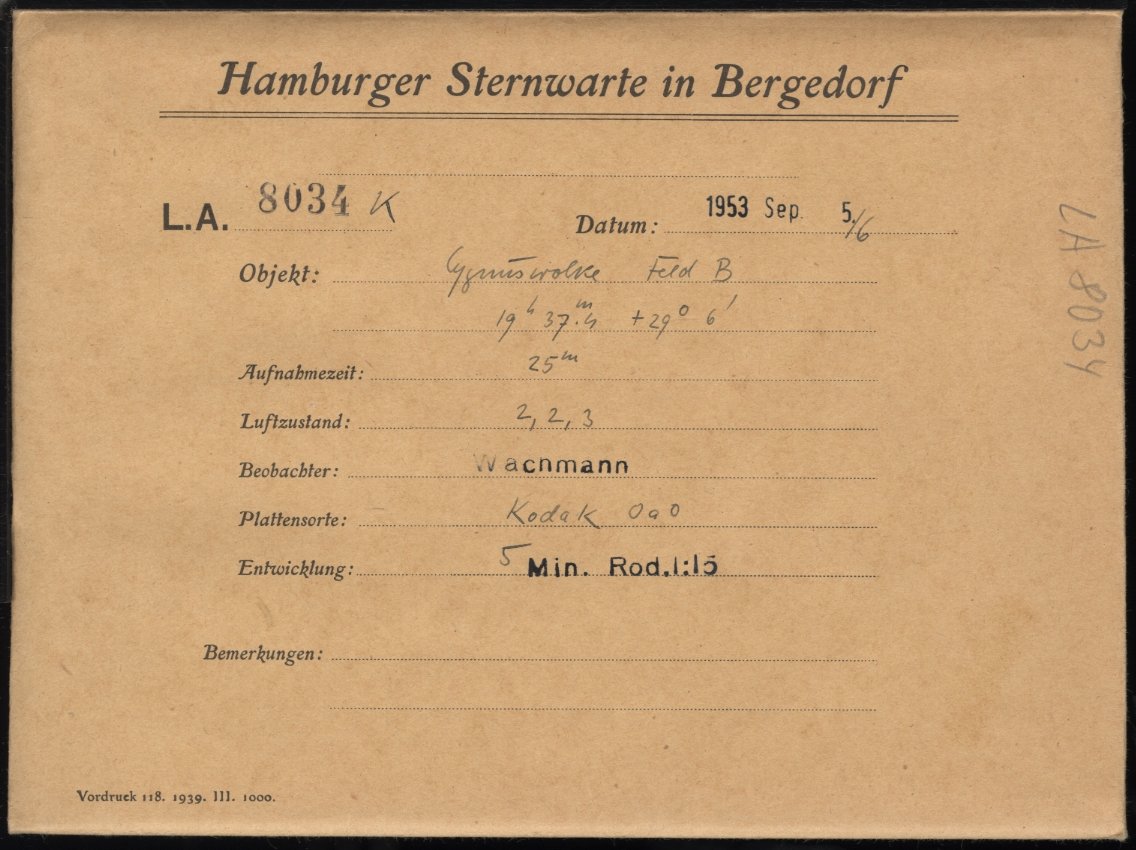 Hamburger Sternwarte in Bergedorf
L.A. 8034 K Datum: 1953 Sep. 5./6
Objekt: Cygnuswolke Feld B
19h 37.m4 +29° 6'
Aufnahmezeit: 25m
Luftzustand: 2, 2, 3
Beobachter: Wachmann
Plattensorte: Kodak OaO
Entwicklung: 5 Min. Rod.1:15
Bemerkungen:
Vordruck 118. 1939. III. 1000.
LA 8034